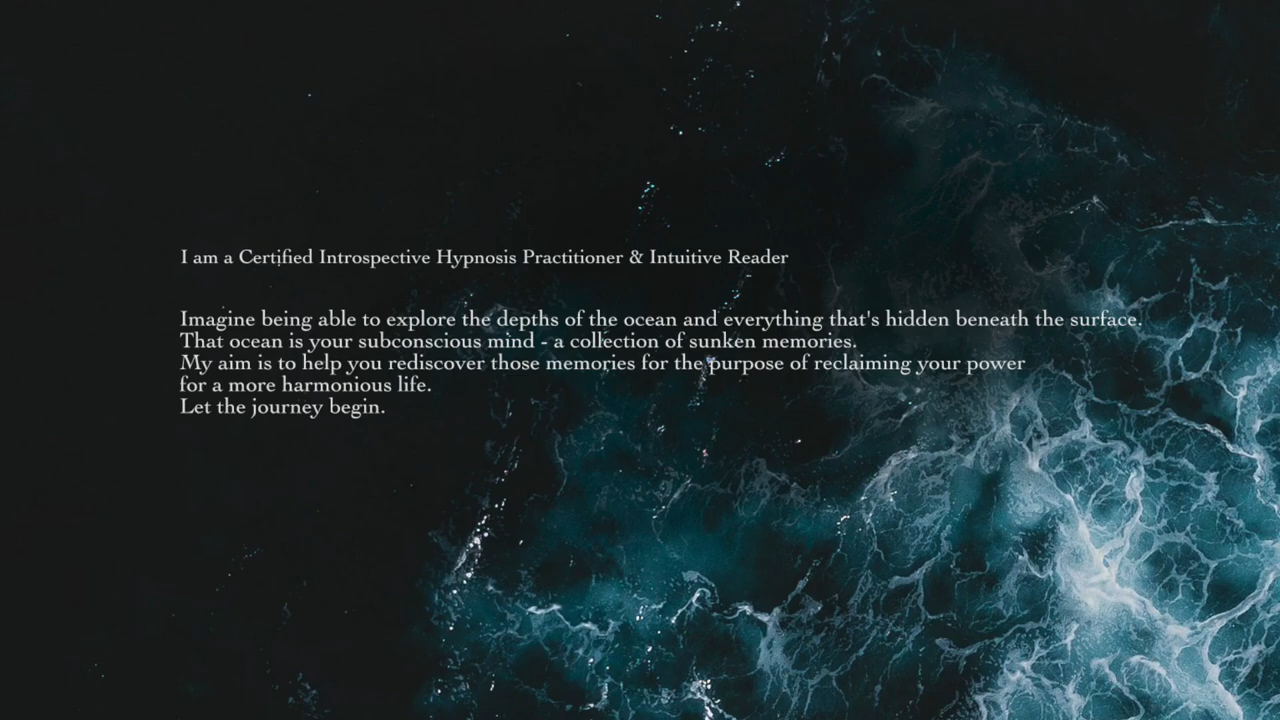 I am a Certified Introspective Hypnosis Practitioner & Intuitive Reader
Imagine being able to explore the depths of the ocean and everything that's hidden beneath the surface.
That ocean is your subconscious mind - a collection of sunken memories.
My aim is to help you rediscover those memories for the purpose of reclaiming your power
for a more harmonious life.
Let the journey begin.